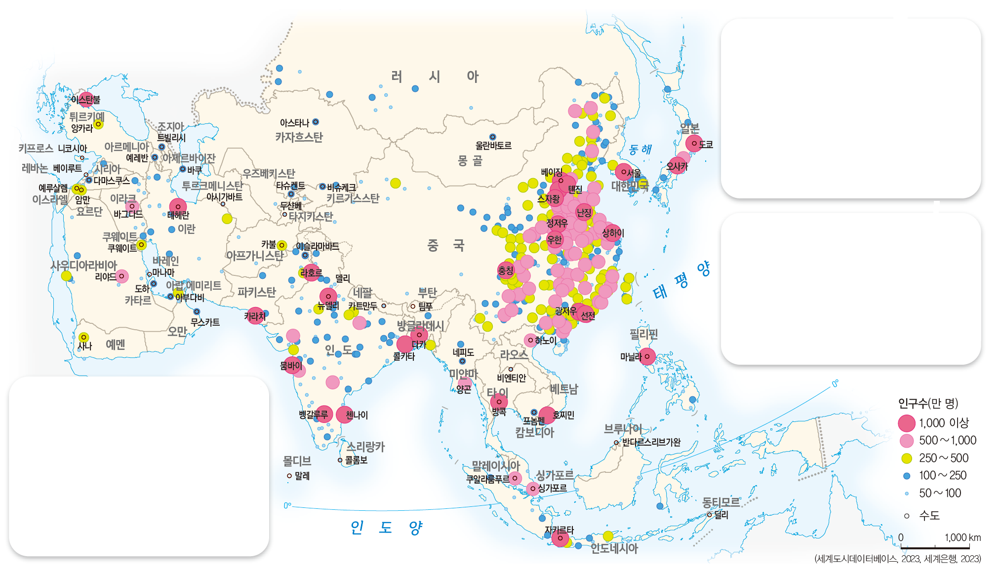 러 시 아
이스탄불
튀르키예
앙카라
조지아
트빌리시
아스타나
카자흐스탄
울란바토르
몽 골
일본
도쿄
동 해
오사카
키프로스
니코시아
아르메니아
예레반
아제르바이잔
바쿠
레바논
베이루트
시리아
다마스쿠스
우즈베키스탄
타슈켄트
비슈케크
키르기스스탄
베이징
톈진
서울
대한민국
예루살렘
이스라엘
암만
요르단
이라크
바그다드
테헤란
이란
투르크메니스탄
아시가바트
두샨베
타지키스탄
스자좡
난징
정저우
상하이
우한
쿠웨이트
쿠웨이트
카불
아프가니스탄
이슬라마바드
중 국
사우디아라비아
리야드
바레인
마나마
도하
카타르
아랍 에미리트
아부다비
라호르
델리
뉴델리
파키스탄
네팔
카트만두
부탄
팀푸
충칭
태 평 양
카라치
무스카트
오만
예멘
사나
방글라데시
다카
콜카타
인 도
뭄바이
광저우
선전
하노이
네피도
미얀마
양곤
라오스
비엔티안
타이
방콕
베트남
호찌민
프놈펜
캄보디아
필리핀
마닐라
벵갈루루
첸나이
스리랑카
콜롬보
몰디브
말레
브루나이
반다르스리브가완
말레이시아
쿠알라룸푸르
싱가포르
싱가포르
0°
0°
인 도 양
자카르타
인도네시아
동티모르
딜리
인구수(만 명)
1,000 이상
500~1,000
250~500
100~250
50~100
수도
0 1,000 km
(세계도시데이터베이스, 2023, 세계은행, 2023)